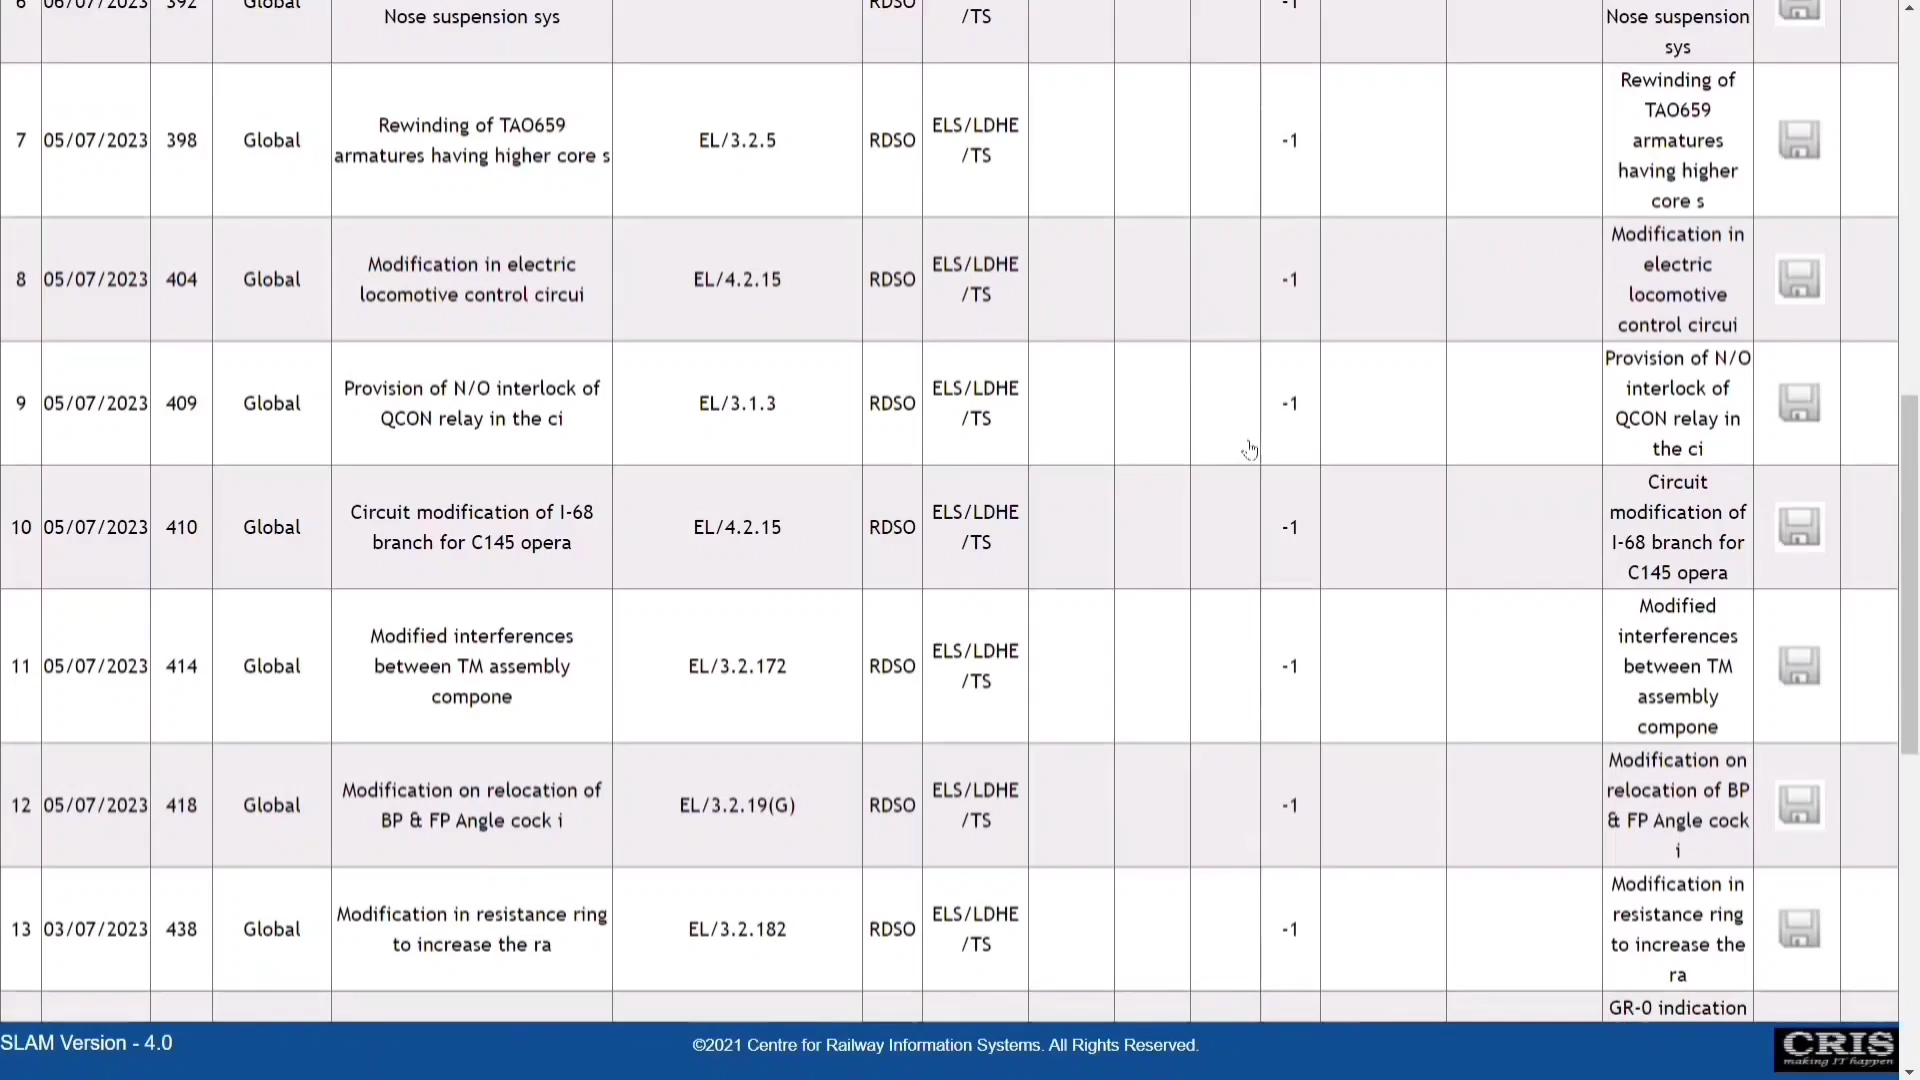 6 06/07/2023 392 Global RDSO -1
Nose suspension sys /TS Nose suspension
sys
7 05/07/2023 398 Global Rewinding of TAO659 armatures having higher core s EL/3.2.5 RDSO ELS/LDHE /TS -1 Rewinding of TAO659 armatures having higher core s
8 05/07/2023 404 Global Modification in electric locomotive control circui EL/4.2.15 RDSO ELS/LDHE /TS -1 Modification in electric locomotive control circui
9 05/07/2023 409 Global Provision of N/O interlock of QCON relay in the ci EL/3.1.3 RDSO ELS/LDHE /TS -1 Provision of N/O interlock of QCON relay in the ci
10 05/07/2023 410 Global Circuit modification of I-68 branch for C145 opera EL/4.2.15 RDSO ELS/LDHE /TS -1 Circuit modification of I-68 branch for C145 opera
11 05/07/2023 414 Global Modified interferences between TM assembly compone EL/3.2.172 RDSO ELS/LDHE /TS -1 Modified interferences between TM assembly compone
12 05/07/2023 418 Global Modification on relocation of BP & FP Angle cock i EL/3.2.19(G) RDSO ELS/LDHE /TS -1 Modification on relocation of BP & FP Angle cock i
13 03/07/2023 438 Global Modification in resistance ring to increase the ra EL/3.2.182 RDSO ELS/LDHE /TS -1 Modification in resistance ring to increase the ra
GR-0 indication
SLAM Version - 4.0
©2021 Centre for Railway Information Systems. All Rights Reserved.
CRIS
making IT happen